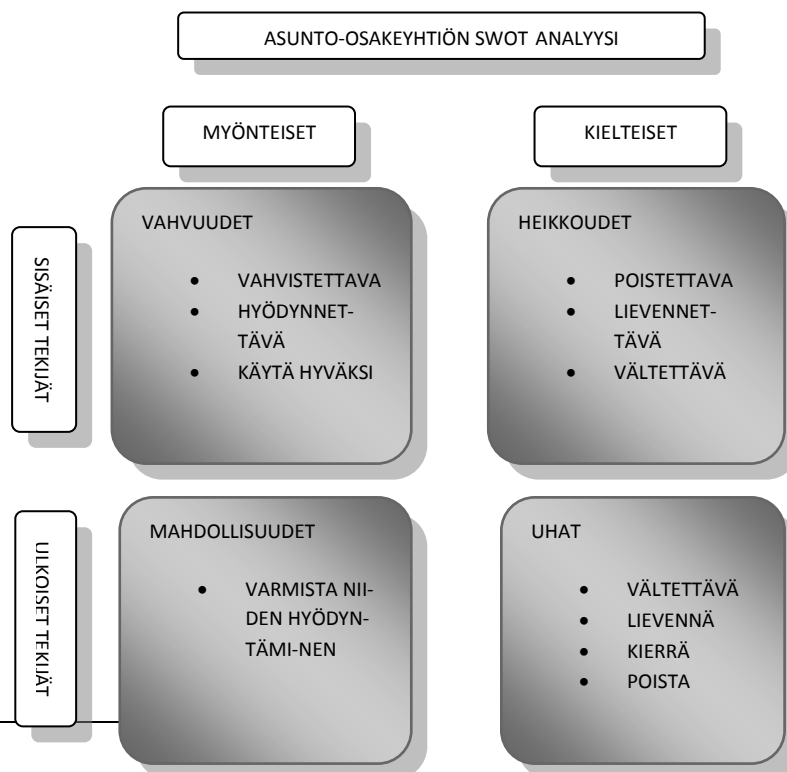 ASUNTO-OSAKEYHTIÖN SWOT ANALYYSI
MYÖNTEISET
KIELTEISET
SISÄISET TEKIJÄT
VAHVUUDET
• VAHVISTETTAVA
• HYÖDYNNET-
TÄVÄ
• KÄYTÄ HYVÄKSI
HEIKKOUDET
• POISTETTAVA
• LIEVENNET-
TÄVÄ
• VÄLTETTÄVÄ
ULKOISET TEKIJÄT
MAHDOLLISUUDET
• VARMISTA NII-
DEN HYÖDYN-
TÄMI-NEN
UHAT
• VÄLTETTÄVÄ
• LIEVENNÄ
• KIERRÄ
• POISTA